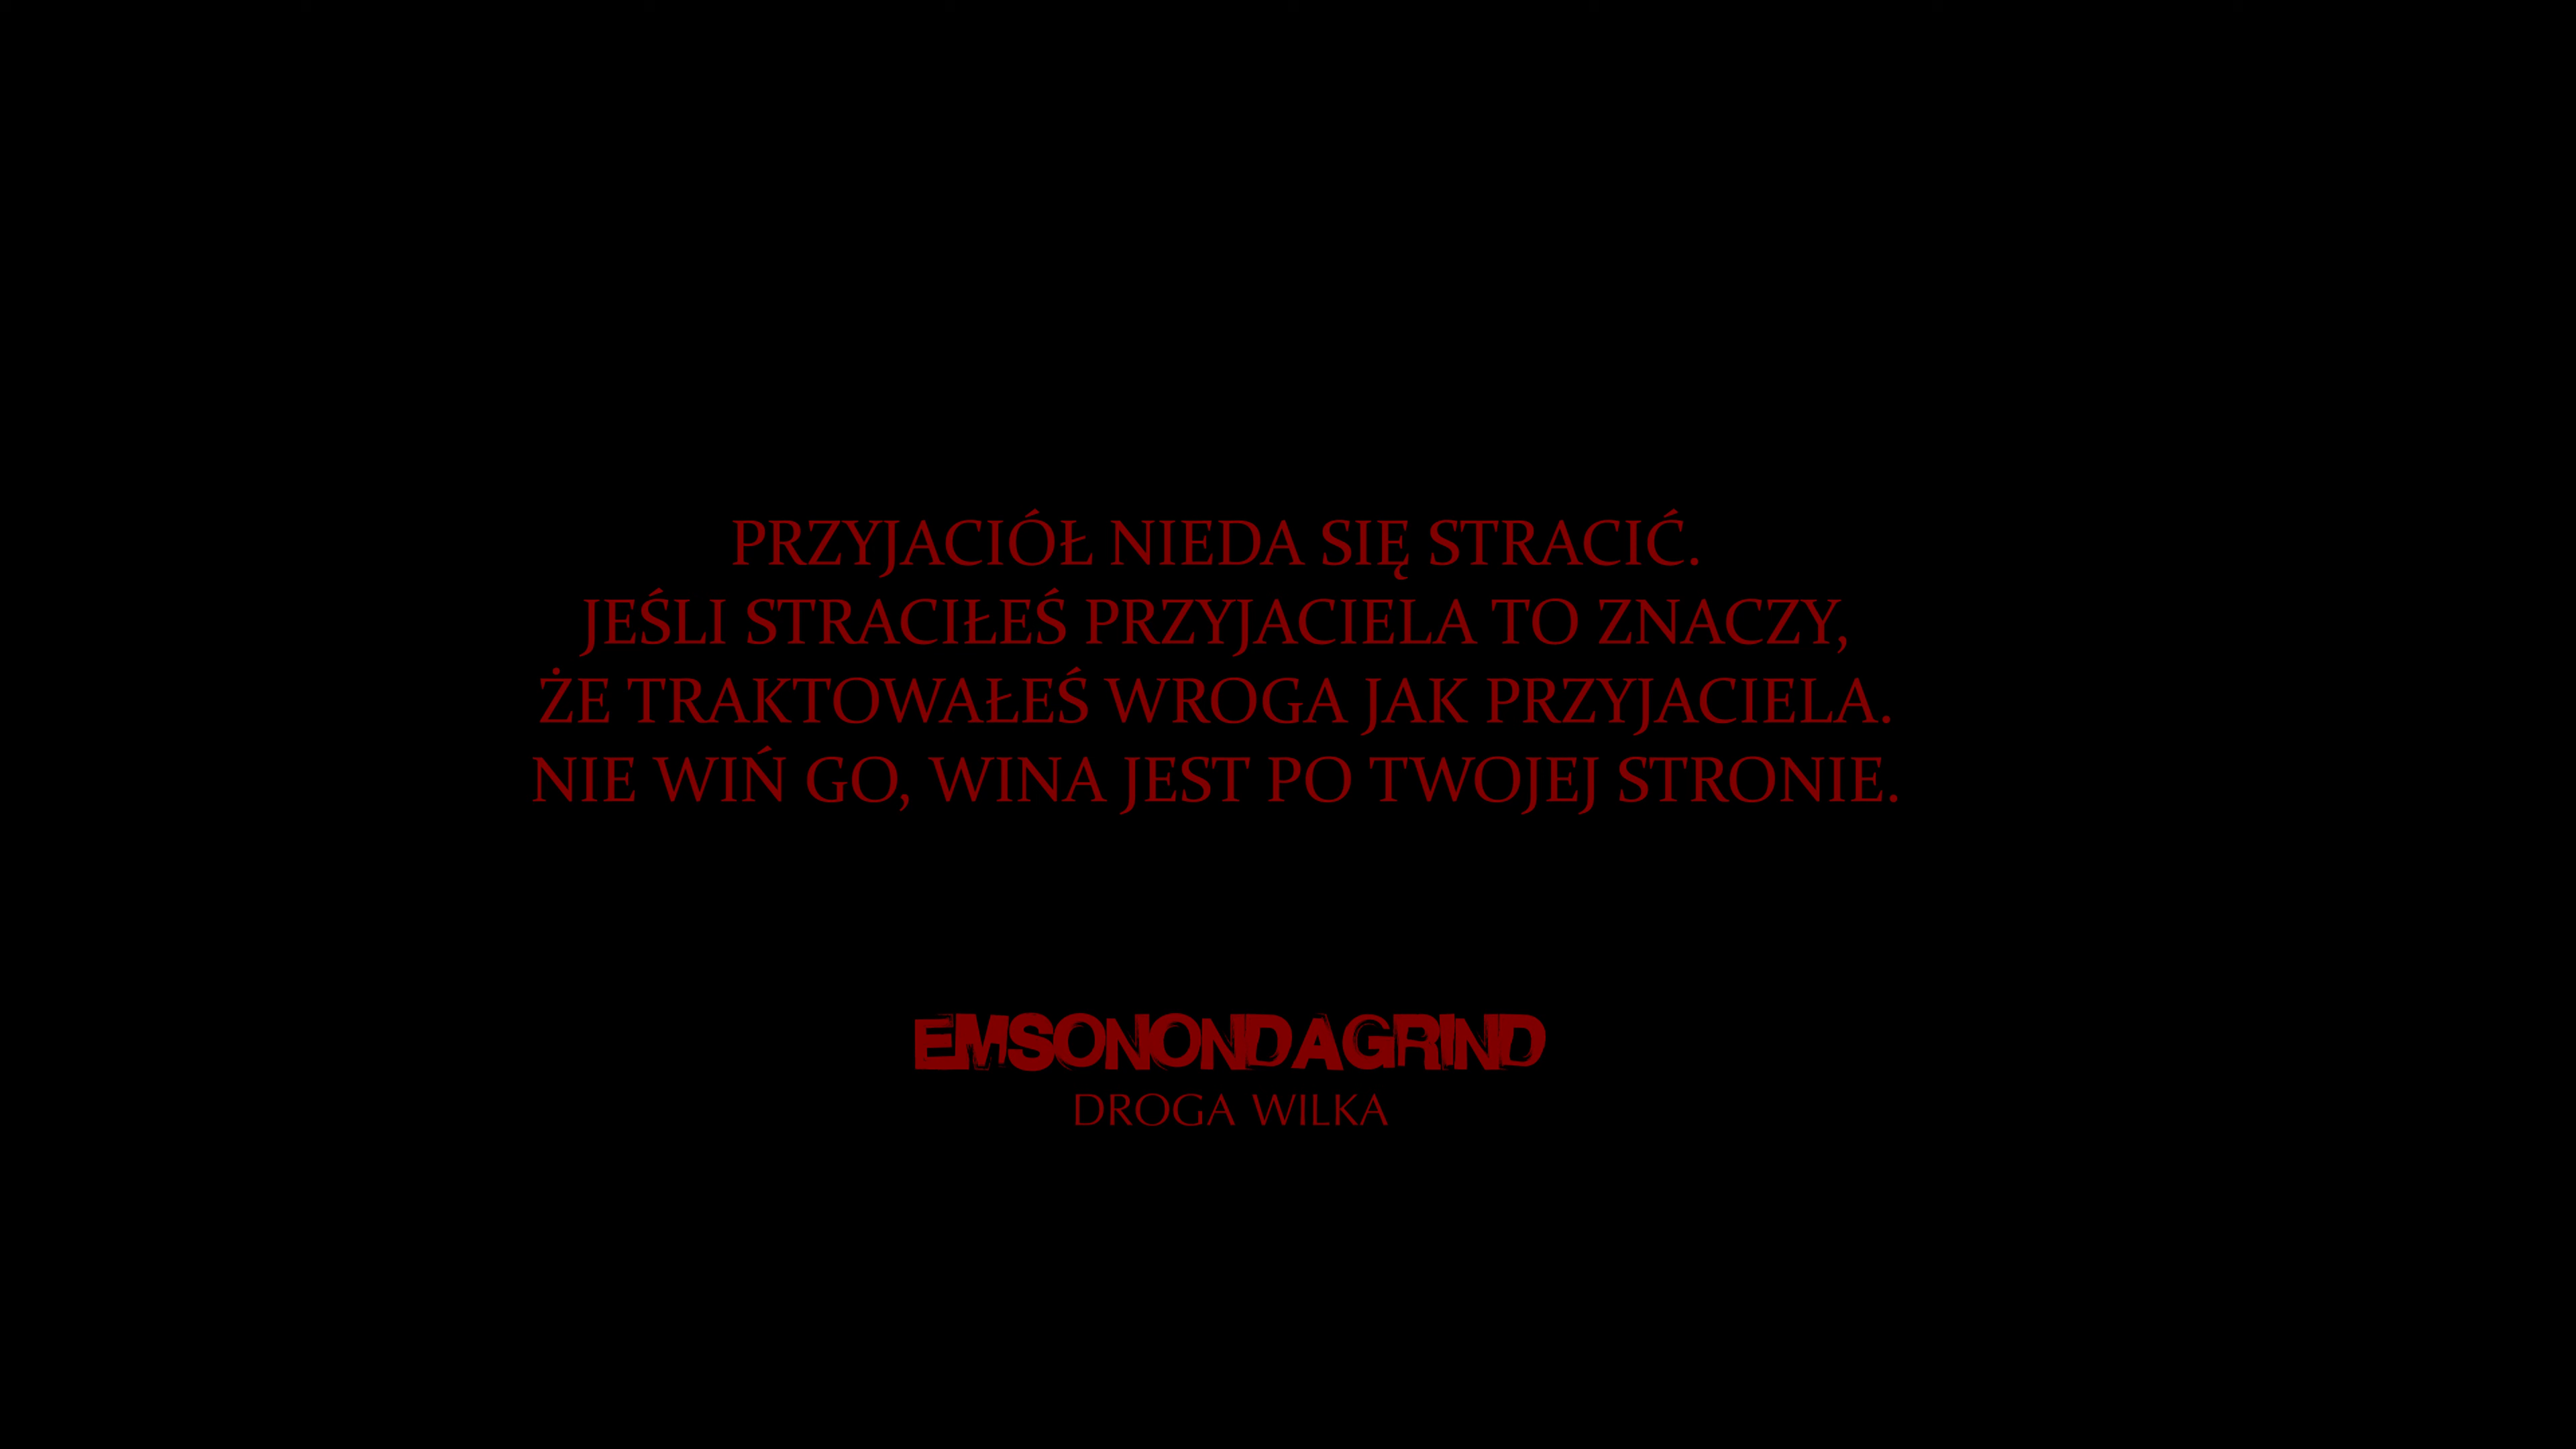 PRZYJACIÓŁ NIEDA SIĘ STRACIĆ.
JEŚLI STRACIŁEŚ PRZYJACIELA TO ZNACZY,
ŻE TRAKTOWAŁEŚ WROGA JAK PRZYJACIELA.
NIE WIŃ GO, WINA JEST PO TWOJEJ STRONIE.
EMSONONDAGRIND
DROGA WILKA